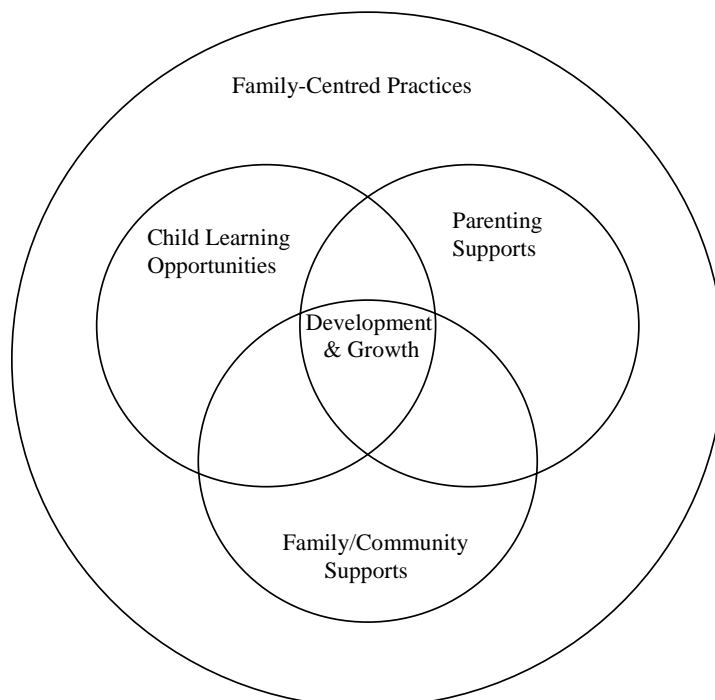 Family-Centred Practices
Child Learning
Opportunities
Parenting
Supports
Development
& Growth
Family/Community
Supports